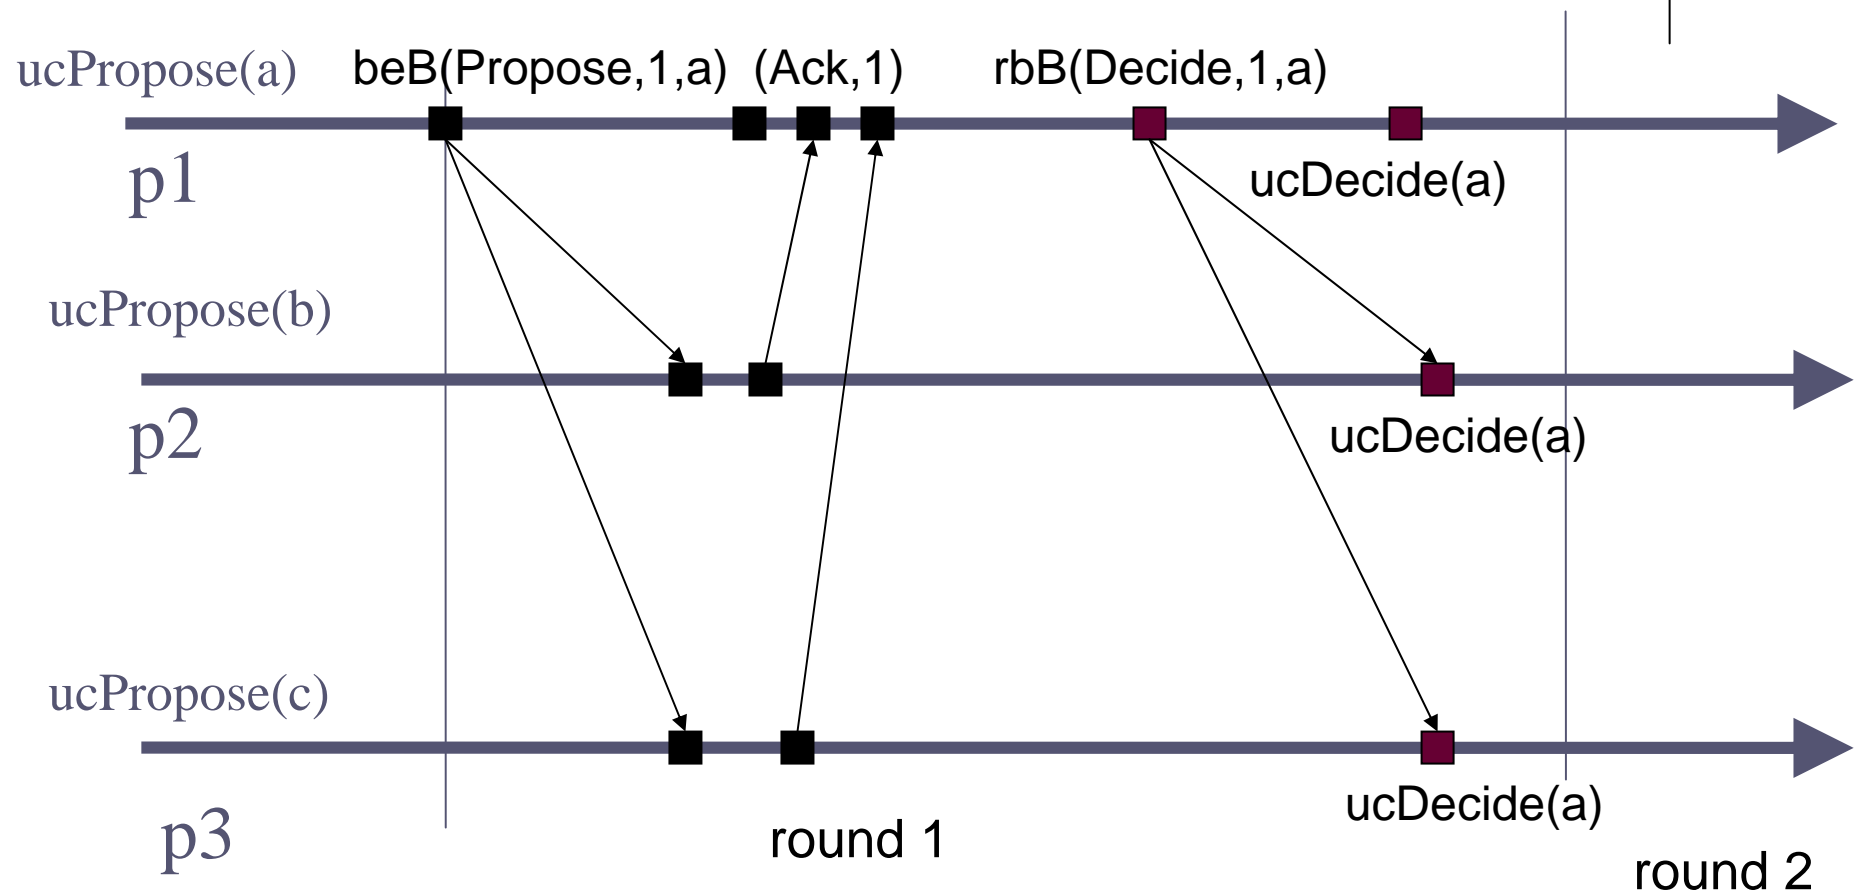 ucPropose(a) beB(Propose,1,a) (Ack,1) rbB(Decide,1,a)
p1
ucDecide(a)
ucPropose(b)
p2
ucDecide(a)
ucPropose(c)
p3
round 1
ucDecide(a)
round 2